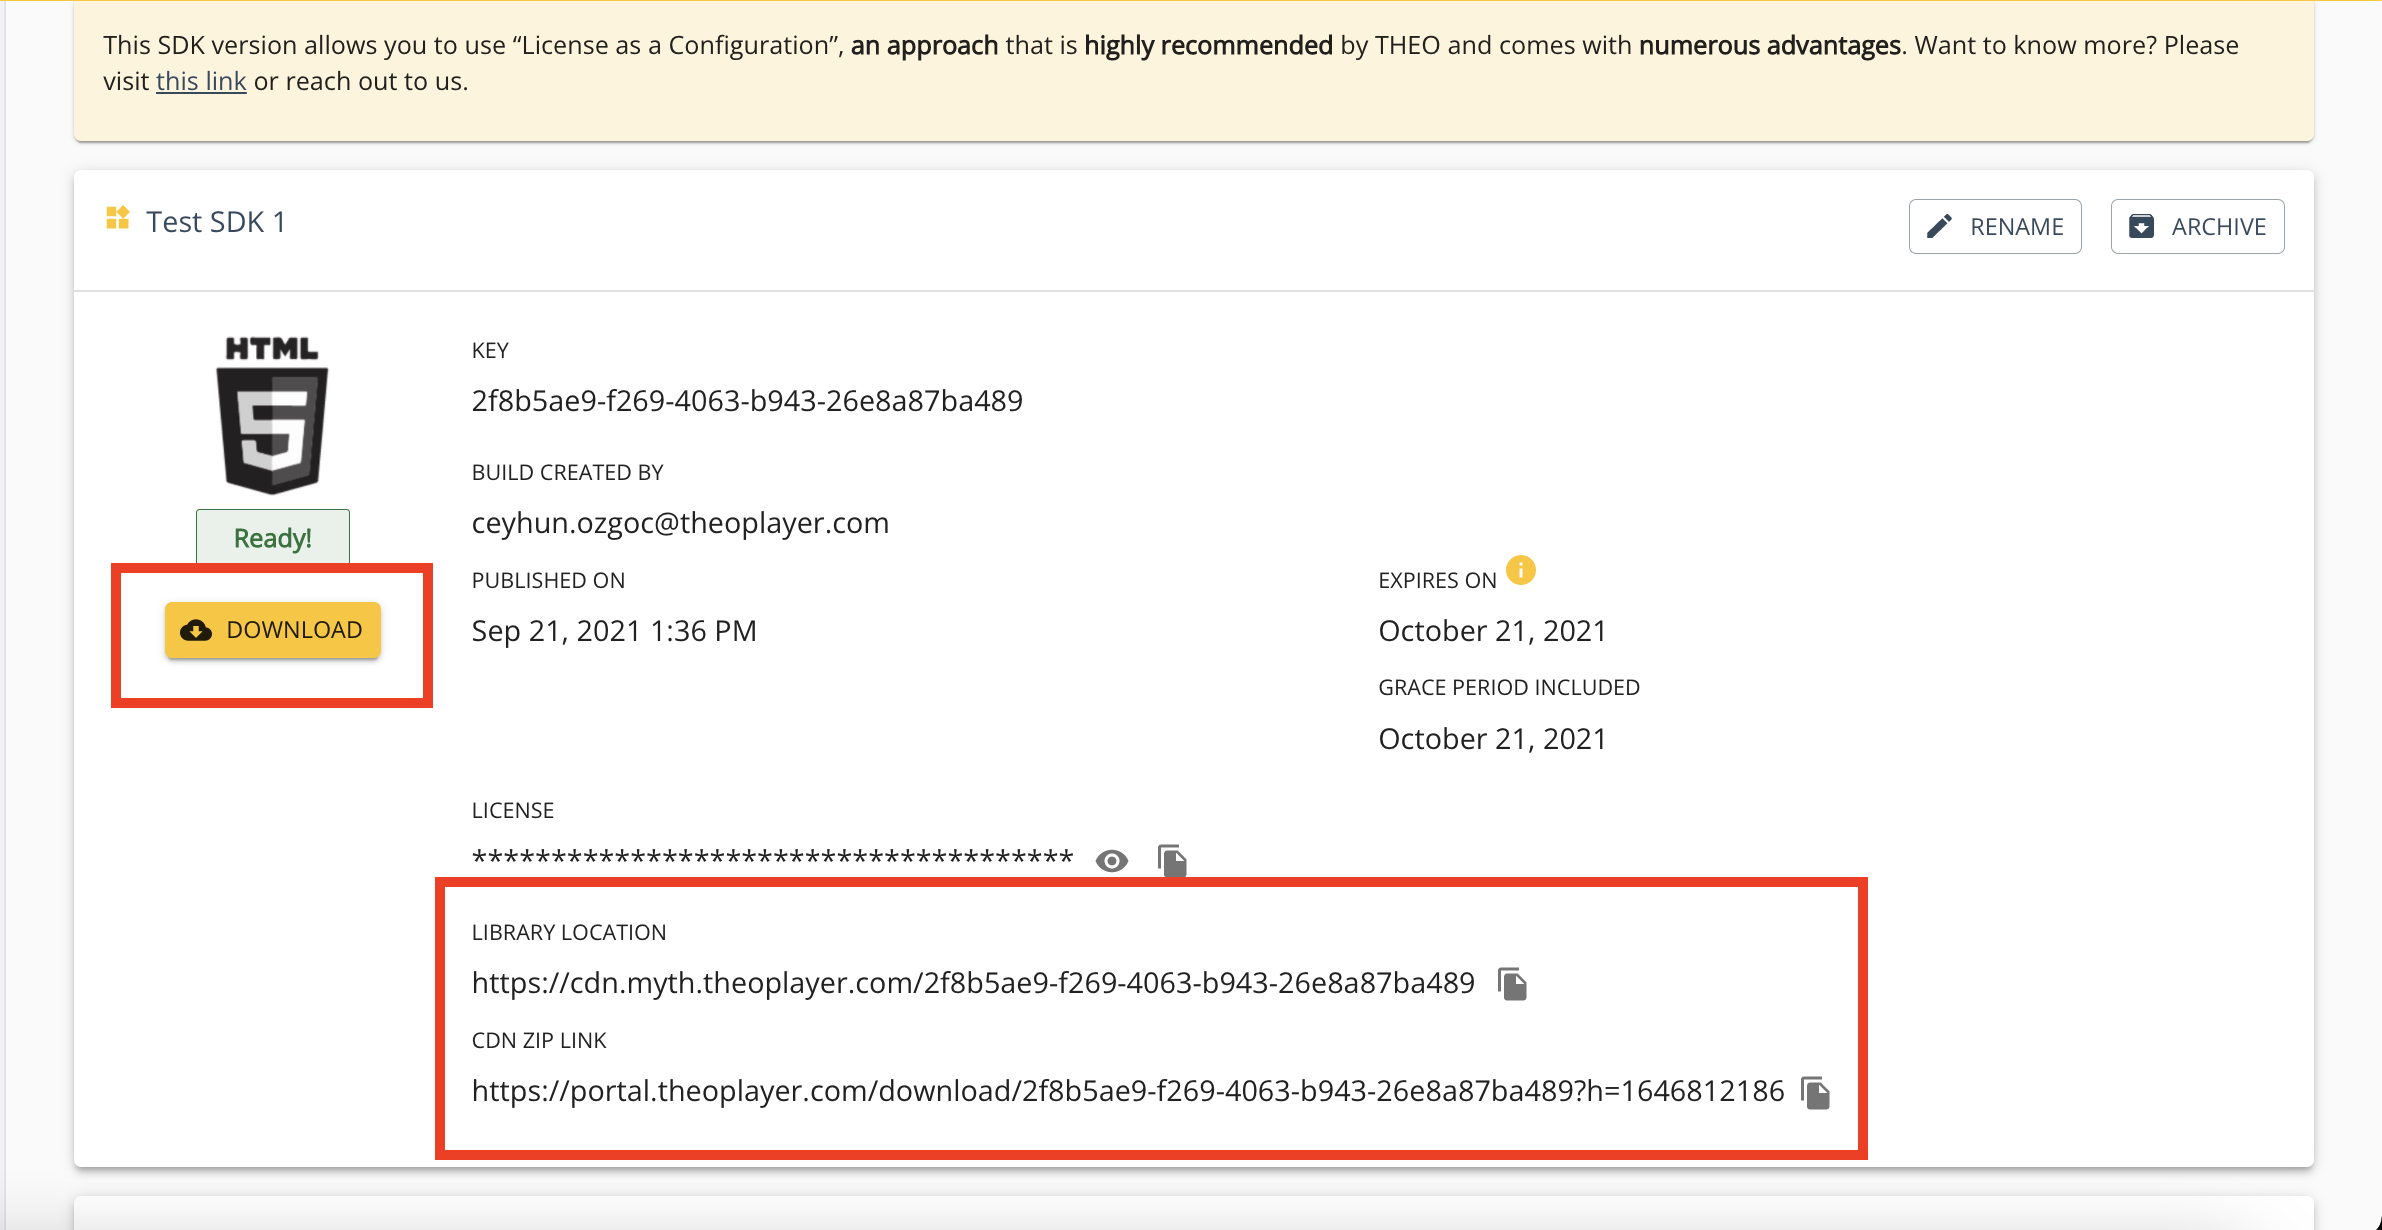 This SDK version allows you to use “License as a Configuration”, an approach that is highly recommended by THEO and comes with numerous advantages. Want to know more? Please
visit this link or reach out to us.
Test SDK 1
RENAME
ARCHIVE
HTML
5
Ready!
DOWNLOAD
KEY
2f8b5ae9-f269-4063-b943-26e8a87ba489
BUILD CREATED BY
ceyhun.ozgoc@theoplayer.com
PUBLISHED ON
Sep 21, 2021 1:36 PM
EXPIRES ON
October 21, 2021
GRACE PERIOD INCLUDED
October 21, 2021
LICENSE
************************************
LIBRARY LOCATION
https://cdn.myth.theoplayer.com/2f8b5ae9-f269-4063-b943-26e8a87ba489
CDN ZIP LINK
https://portal.theoplayer.com/download/2f8b5ae9-f269-4063-b943-26e8a87ba489?h=1646812186